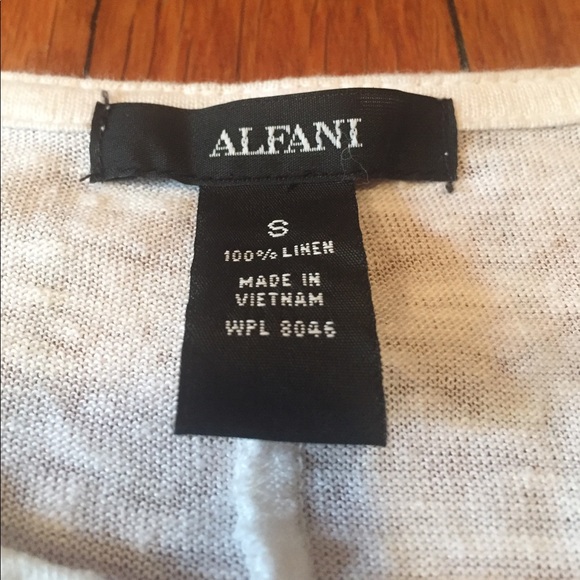 ALFANI
S
100% LINEN
MADE IN
VIETNAM
WPL 8046